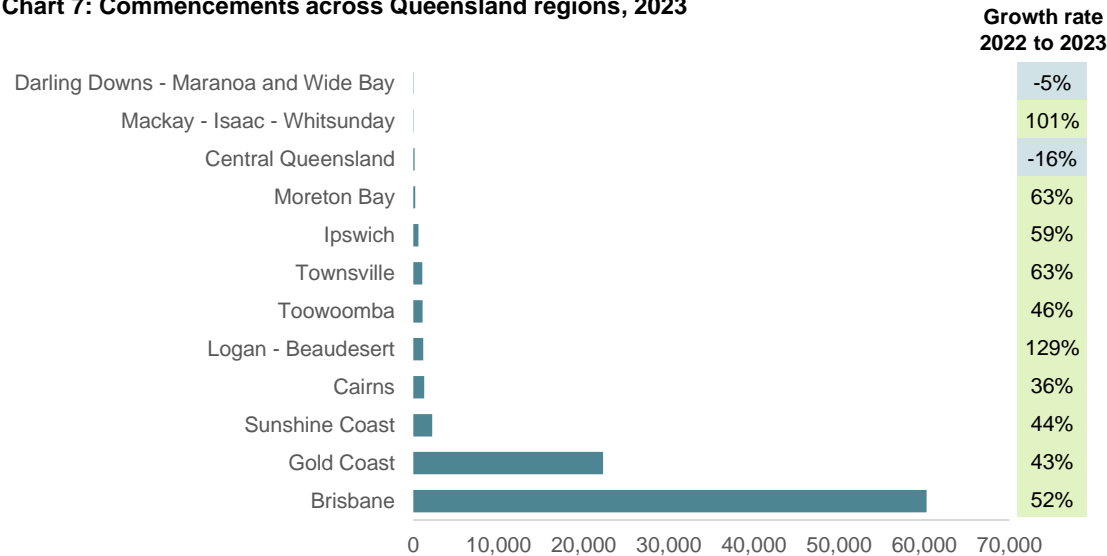 Chart 7: Commencements across Queensland regions, 2023
Growth rate
2022 to 2023
Darling Downs - Maranoa and Wide Bay -5%
Mackay - Isaac - Whitsunday 101%
Central Queensland -16%
Moreton Bay 63%
Ipswich 59%
Townsville 63%
Toowoomba 46%
Logan - Beaudesert 129%
Cairns 36%
Sunshine Coast 44%
Gold Coast 43%
Brisbane 52%
0 10,000 20,000 30,000 40,000 50,000 60,000 70,000